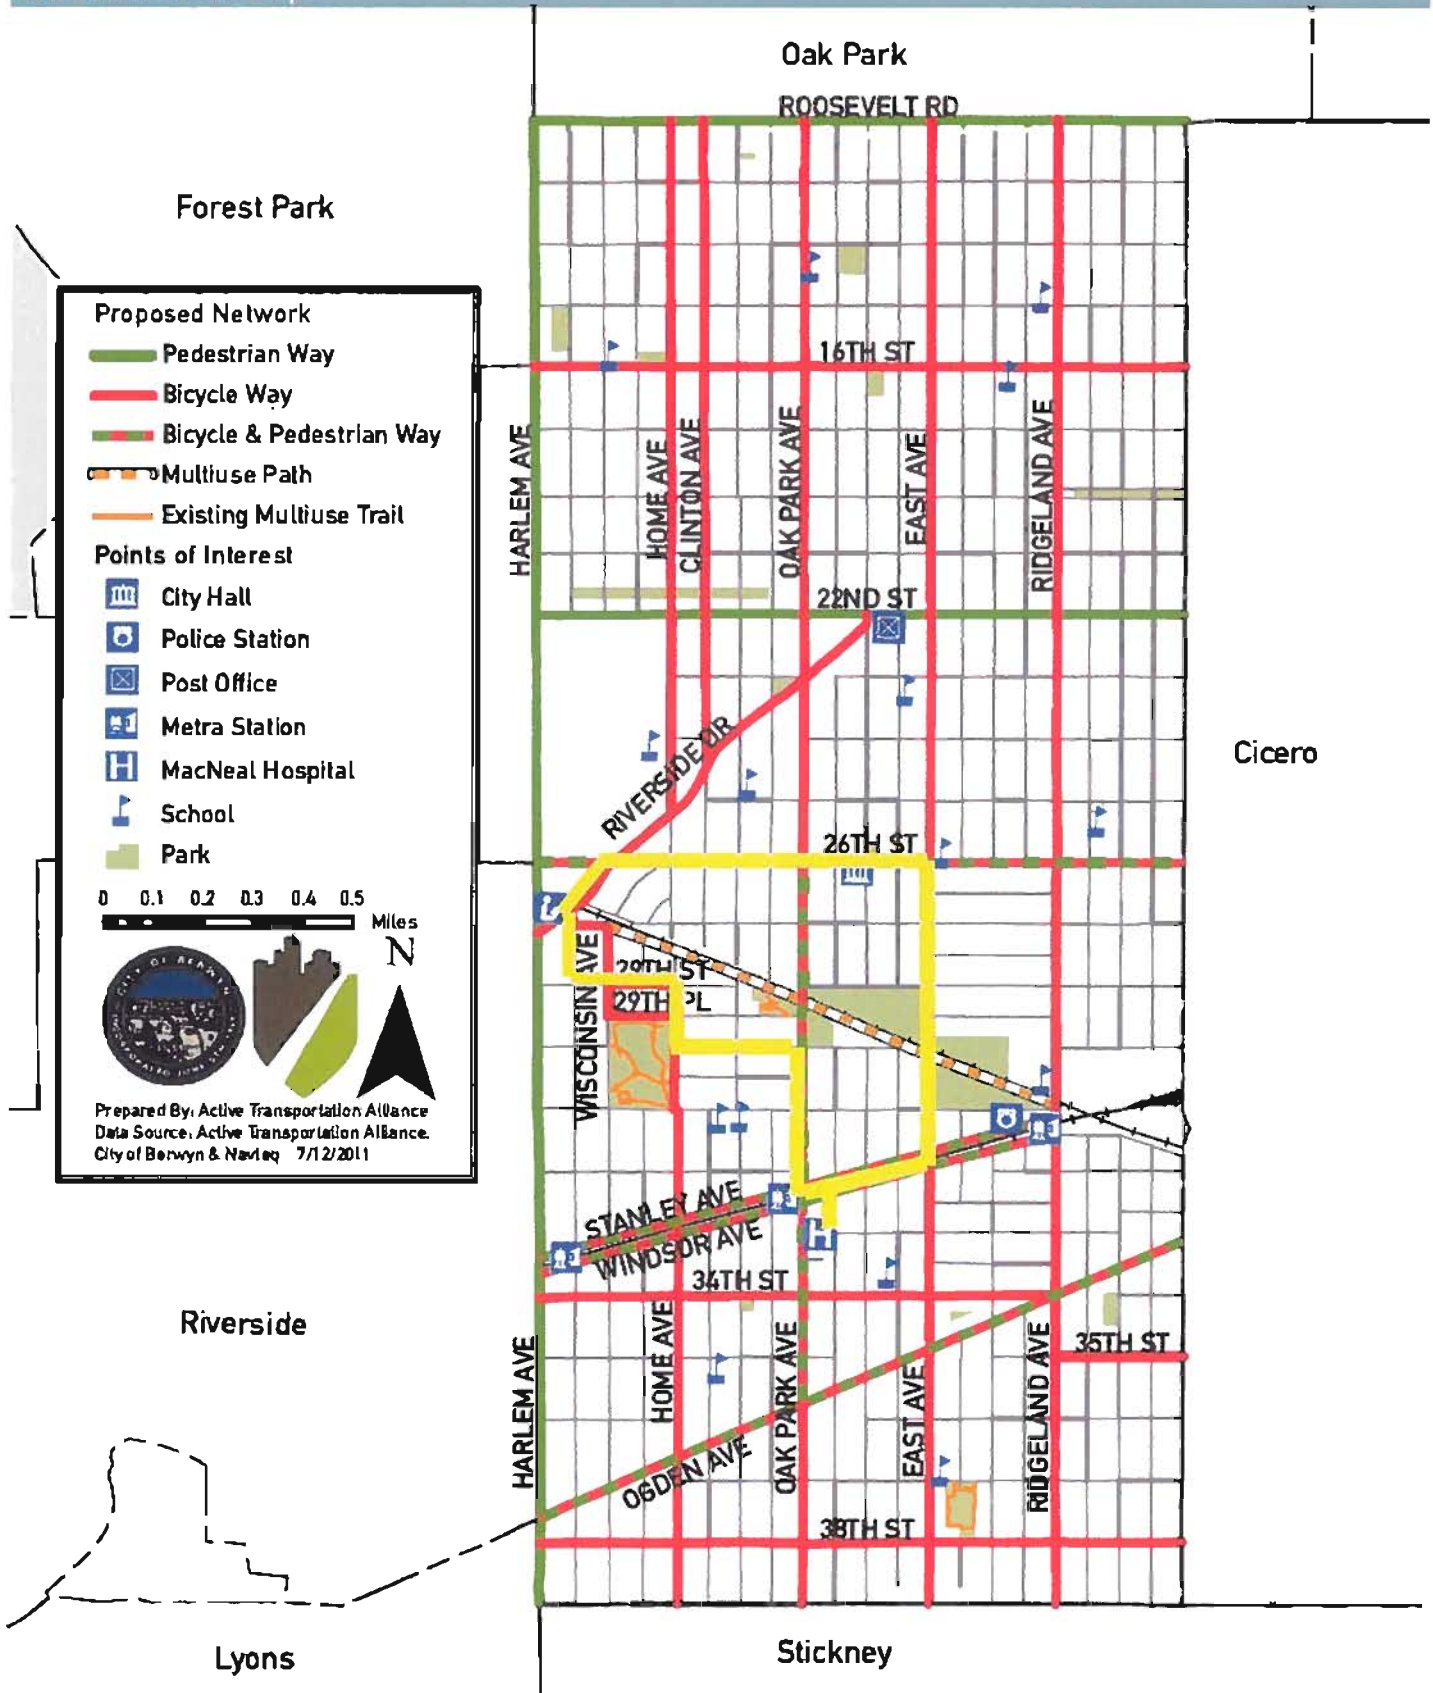 Oak Park
ROOSEVELT RD
Forest Park
Proposed Network
Pedestrian Way
Bicycle Way
Bicycle & Pedestrian Way
Multiuse Path
Existing Multiuse Trail
Points of Interest
City Hall
Police Station
Post Office
Metra Station
MacNeal Hospital
School
Park
0 0.1 0.2 0.3 0.4 0.5
Miles
N
Prepared By: Active Transportation Alliance
Data Source: Active Transportation Alliance.
City of Berwyn & Navteq 7/12/2011
16TH ST
HARLEM AVE
HOME AVE
CLINTON AVE
OAK PARK AVE
EAST AVE
RIDGELAND AVE
22ND ST
RIVERSIDE DR
Cicero
26TH ST
WISCONSIN AVE
29TH ST
29TH PL
STANLEY AVE
WINDSOR AVE
H
34TH ST
Riverside
35TH ST
HARLEM AVE
HOME AVE
OAK PARK AVE
EAST AVE
RIDGELAND AVE
OGDEN AVE
38TH ST
Lyons
Stickney